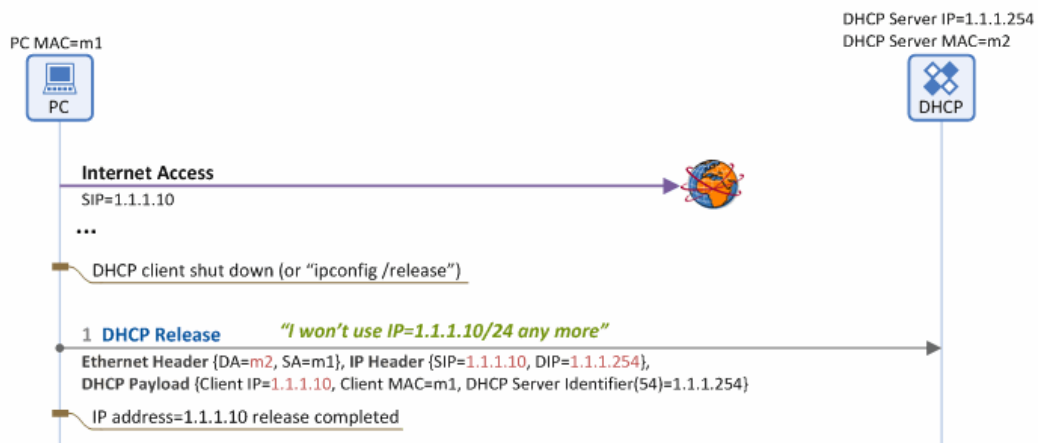 DHCP Server IP=1.1.1.254
PC MAC=m1
DHCP Server MAC=m2
PC
DHCP
Internet Access
SIP=1.1.1.10
...
DHCP client shut down (or “ipconfig /release”)
1 DHCP Release “I won’t use IP=1.1.1.10/24 any more”
Ethernet Header {DA=m2, SA=m1}, IP Header {SIP=1.1.1.10, DIP=1.1.1.254},
DHCP Payload {Client IP=1.1.1.10, Client MAC=m1, DHCP Server Identifier(54)=1.1.1.254}
IP address=1.1.1.10 release completed